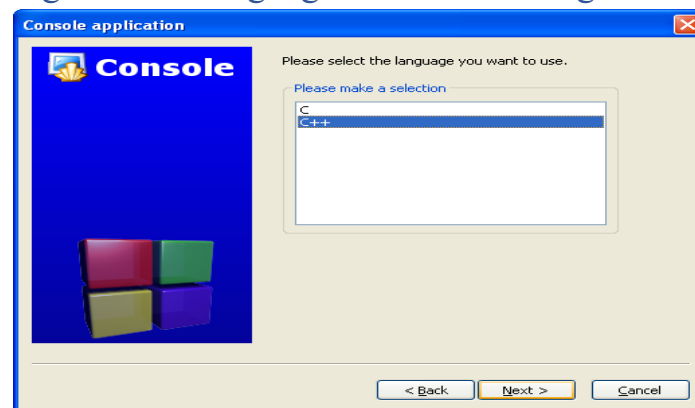 Console application
Console
Please select the language you want to use.
Please make a selection
C
C++
< Back
Next >
Cancel